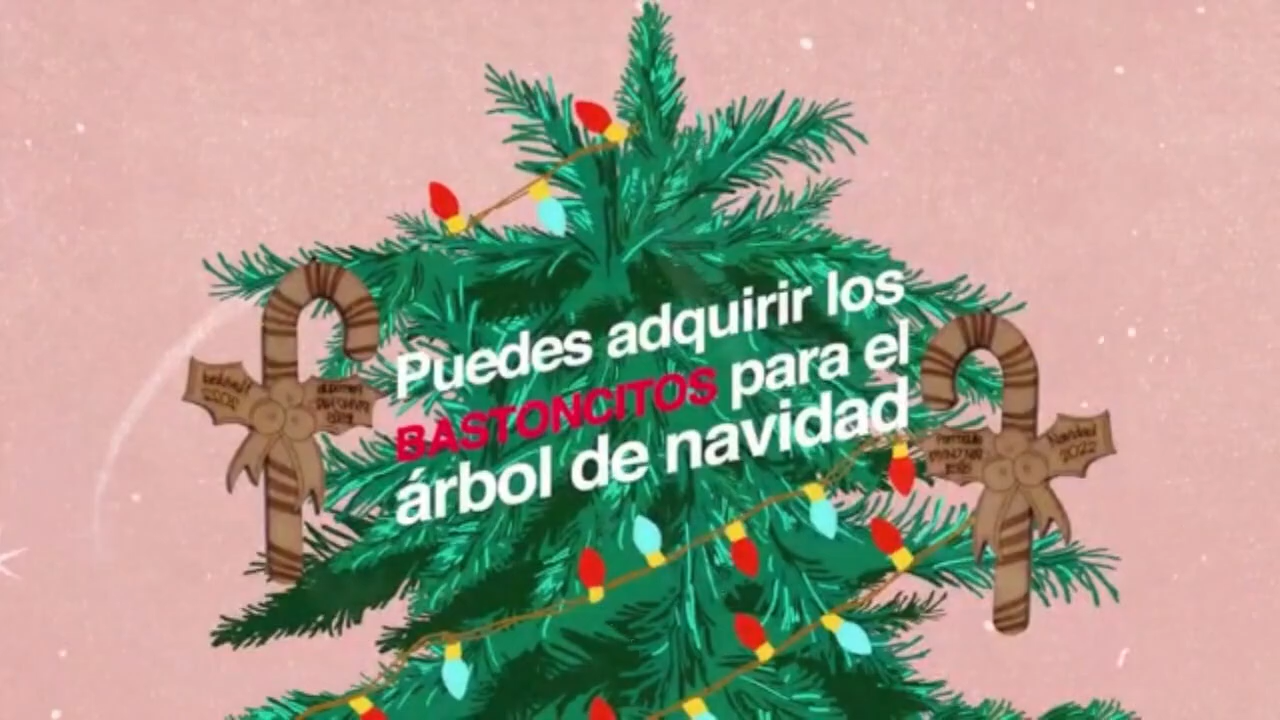 Puedes adquirir los
BASTONCITOS para el
árbol de navidad
Navidad
2022